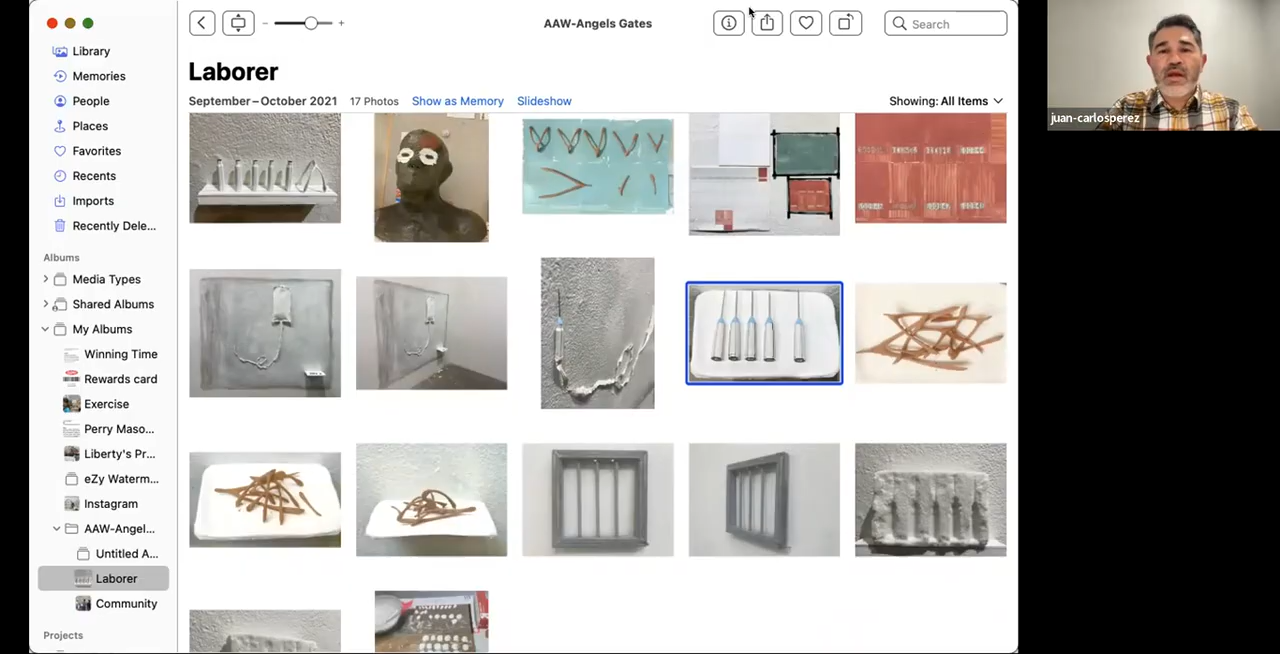 AAW-Angels Gates
Search
Library
Memories
People
Places
Favorites
Recents
Imports
Recently Dele...
Albums
Media Types
Shared Albums
My Albums
Winning Time
Rewards card
Exercise
Perry Maso...
Liberty's Pr...
eZy Waterm...
Instagram
AAW-Angel...
Untitled A...
Laborer
Community
Projects
Laborer
September–October 2021 17 Photos Show as Memory Slideshow
Showing: All Items
juan-carlosperez